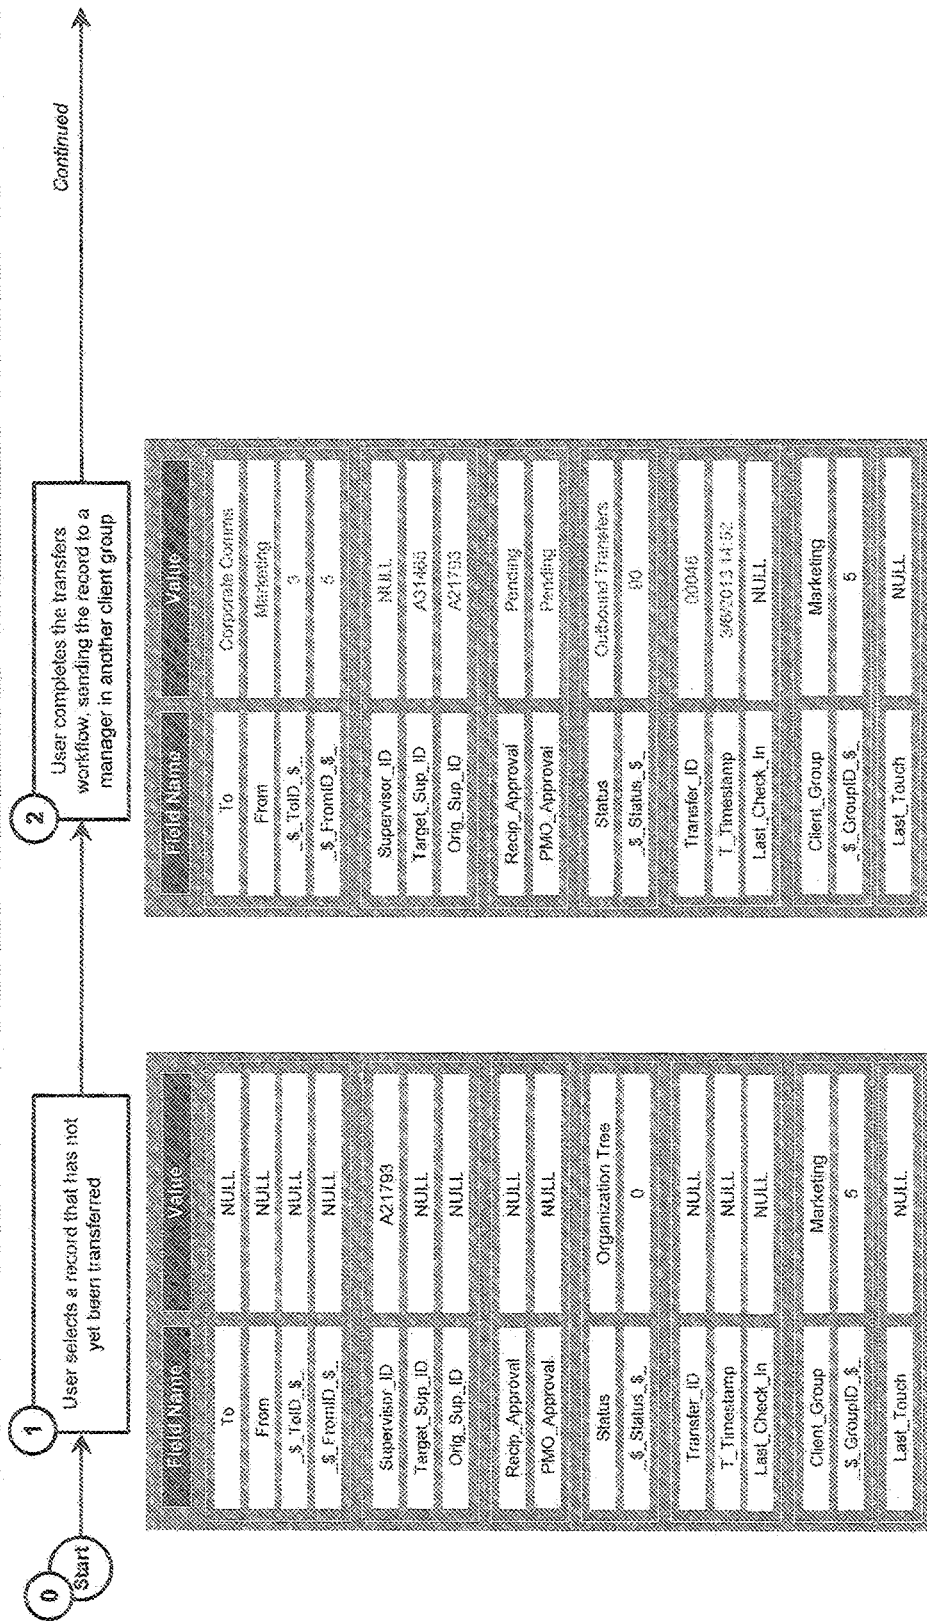 0
Start
1
User selects a record that has not
yet been transferred
Field Name Value
To NULL
From NULL
_$_ToID_$_ NULL
_$_FromID_$_ NULL
Supervisor_ID A21793
Target_Sup_ID NULL
Orig_Sup_ID NULL
Recip_Approval NULL
PMO_Approval NULL
Status Organization Tree
_$_Status_$_ 0
Transfer_ID NULL
T_Timestamp NULL
Last_Check_In NULL
Client_Group Marketing
_$_GroupID_$_ 5
Last_Touch NULL
2
User completes the transfers
workflow, sending the record to a
manager in another client group
Field Name Value
To Corporate Comms
From Marketing
_$_ToID_$_ 3
_$_FromID_$_ 5
Supervisor_ID NULL
Target_Sup_ID
Orig_Sup_ID A21793
Recip_Approval Pending
PMO_Approval Pending
Status Outbound Transfers
_$_Status_$_
Transfer_ID 00046
T_Timestamp 3/6/2013 14:52
Last_Check_In NULL
Client_Group Marketing
_$_GroupID_$_ 5
Last_Touch NULL
Continued